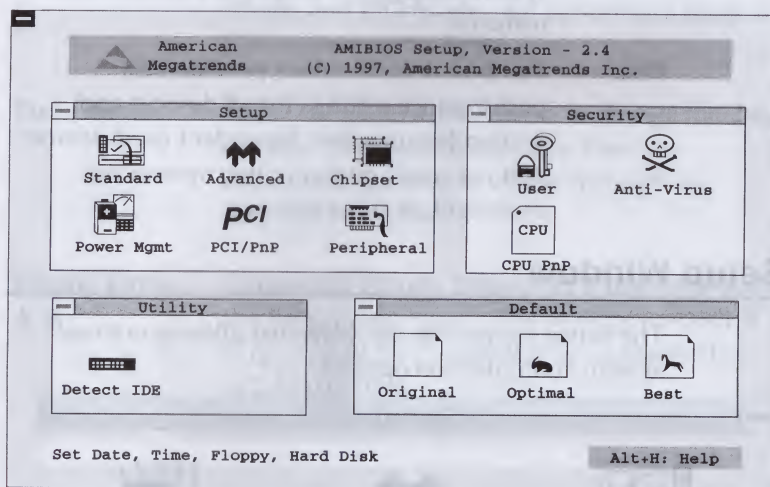 American
Megatrends
AMIBIOS Setup, Version - 2.4
(C) 1997, American Megatrends Inc.
Setup
Security
Standard
Advanced
Chipset
User
Anti-Virus
PCI
Power Mgmt
PCI/PnP
Peripheral
CPU
CPU PnP
Utility
Default
Detect IDE
Original
Optimal
Best
Set Date, Time, Floppy, Hard Disk
Alt+H: Help